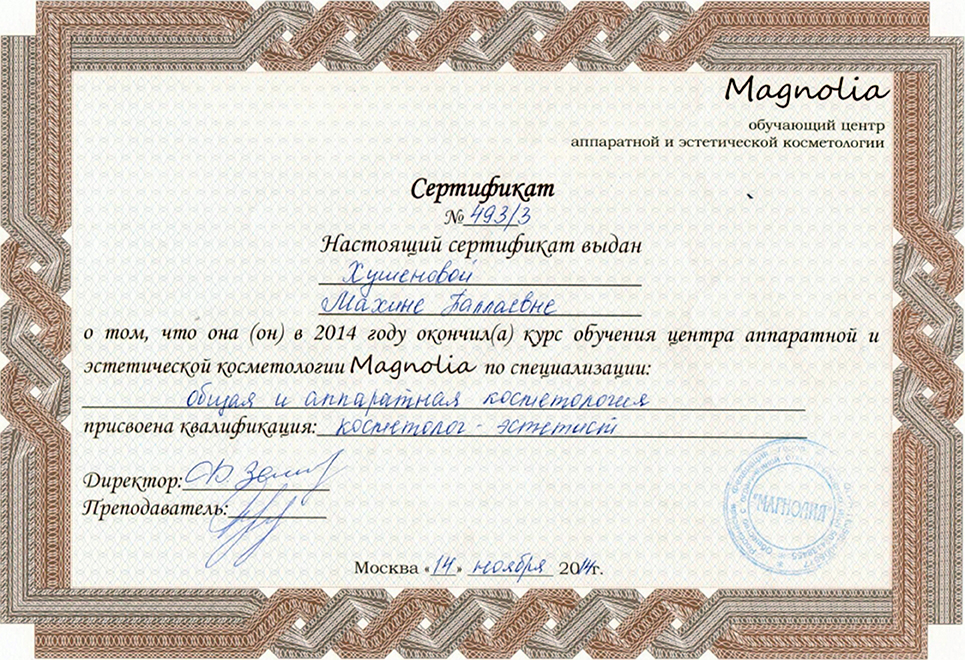 Magnolia
обучающий центр
аппаратной и эстетической косметологии
Сертификат
№ 493/3
Настоящий сертификат выдан
Хушеновой
Махине Баллаевне
о том, что она (он) в 2014 году окончил(а) курс обучения центра аппаратной и
эстетической косметологии Magnolia по специализации:
общая и аппаратная косметология
присвоена квалификация: косметолог - эстетист
Директор:
Преподаватель:
"МАГНОЛИЯ"
Москва «14» ноября 2014г.